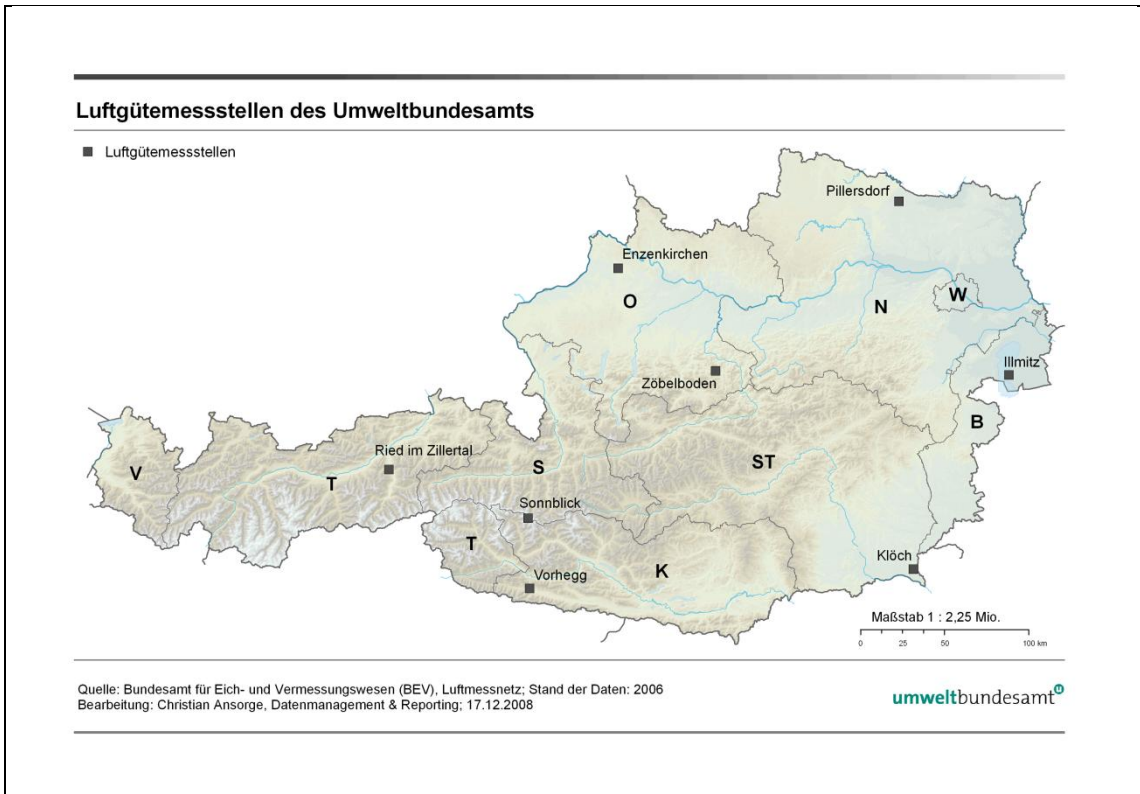 Luftgütemessstellen des Umweltbundesamts
Luftgütemessstellen
Pillersdorf
Enzenkirchen
O
N
W
Illmitz
Zöbelboden
B
Ried im Zillertal
V
T
S
ST
Sonnblick
T
K
Klöch
Vorhegg
Maßstab 1 : 2,25 Mio.
0 25 50 100 km
Quelle: Bundesamt für Eich- und Vermessungswesen (BEV), Luftmessnetz; Stand der Daten: 2006
Bearbeitung: Christian Ansorge, Datenmanagement & Reporting; 17.12.2008
umweltbundesamt u